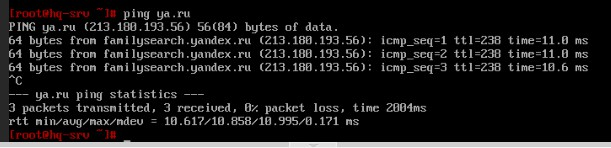 [root@hq-srv ~]# ping ya.ru
PING ya.ru (213.180.193.56) 56(84) bytes of data.
64 bytes from familysearch.yandex.ru (213.180.193.56): icmp_seq=1 ttl=238 time=11.0 ms
64 bytes from familysearch.yandex.ru (213.180.193.56): icmp_seq=2 ttl=238 time=11.0 ms
64 bytes from familysearch.yandex.ru (213.180.193.56): icmp_seq=3 ttl=238 time=10.6 ms
^C
--- ya.ru ping statistics ---
3 packets transmitted, 3 received, 0% packet loss, time 2004ms
rtt min/avg/max/mdev = 10.617/10.858/10.995/0.171 ms
[root@hq-srv ~]# _